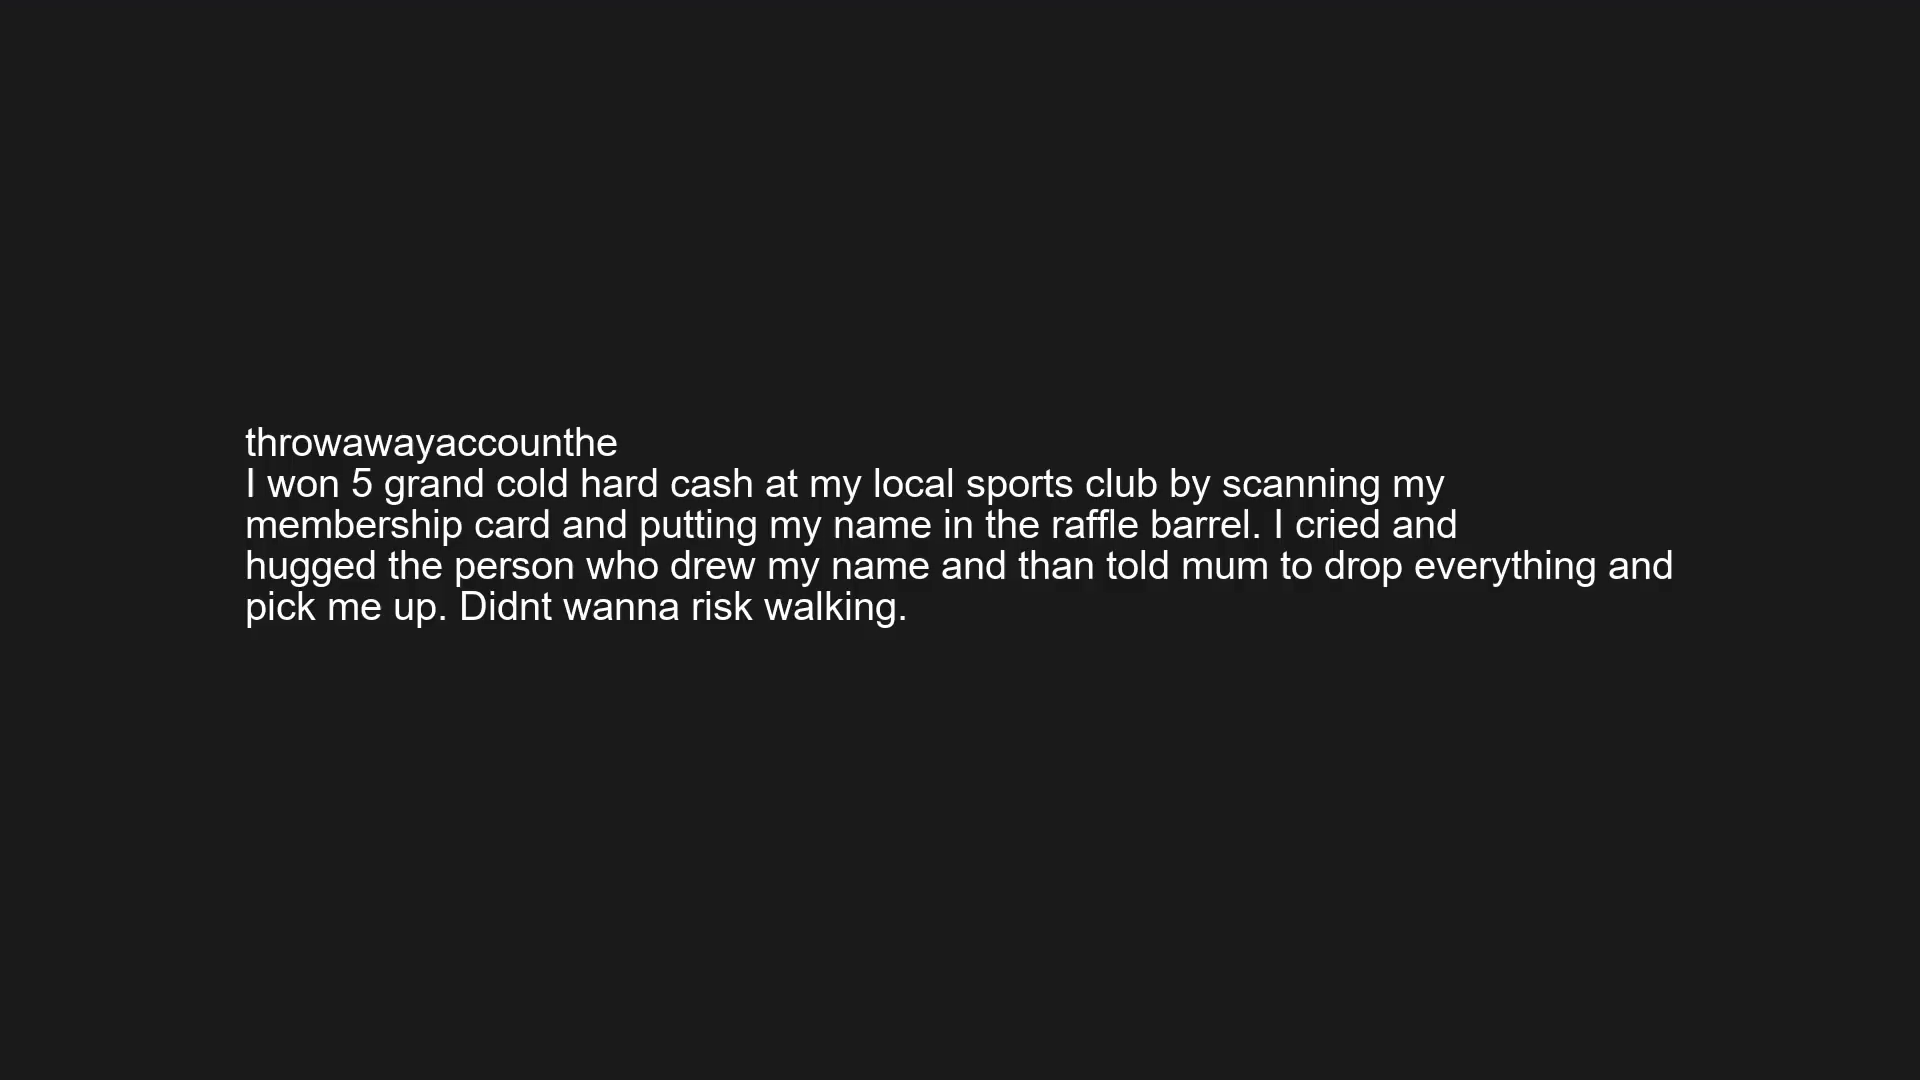 throwawayaccounthe
I won 5 grand cold hard cash at my local sports club by scanning my
membership card and putting my name in the raffle barrel. I cried and
hugged the person who drew my name and than told mum to drop everything and
pick me up. Didnt wanna risk walking.